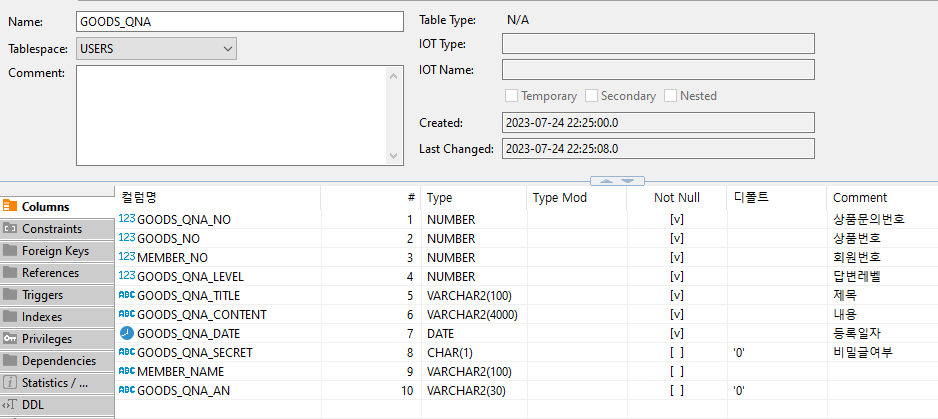 Name: GOODS_QNA Table Type: N/A
Tablespace: USERS IOT Type:
Comment: IOT Name:
Temporary Secondary Nested
Created: 2023-07-24 22:25:00.0
Last Changed: 2023-07-24 22:25:08.0
Columns
Constraints
Foreign Keys
References
Triggers
Indexes
Privileges
Dependencies
Statistics / ...
DDL
컬럼명 # Type Type Mod Not Null 디폴트 Comment
123 GOODS_QNA_NO 1 NUMBER [v] 상품문의번호
123 GOODS_NO 2 NUMBER [v] 상품번호
123 MEMBER_NO 3 NUMBER [v] 회원번호
123 GOODS_QNA_LEVEL 4 NUMBER [v] 답변레벨
ABC GOODS_QNA_TITLE 5 VARCHAR2(100) [v] 제목
ABC GOODS_QNA_CONTENT 6 VARCHAR2(4000) [v] 내용
GOODS_QNA_DATE 7 DATE [v] 등록일자
ABC GOODS_QNA_SECRET 8 CHAR(1) [ ] '0' 비밀글여부
ABC MEMBER_NAME 9 VARCHAR2(100) [ ]
ABC GOODS_QNA_AN 10 VARCHAR2(30) [ ] '0'